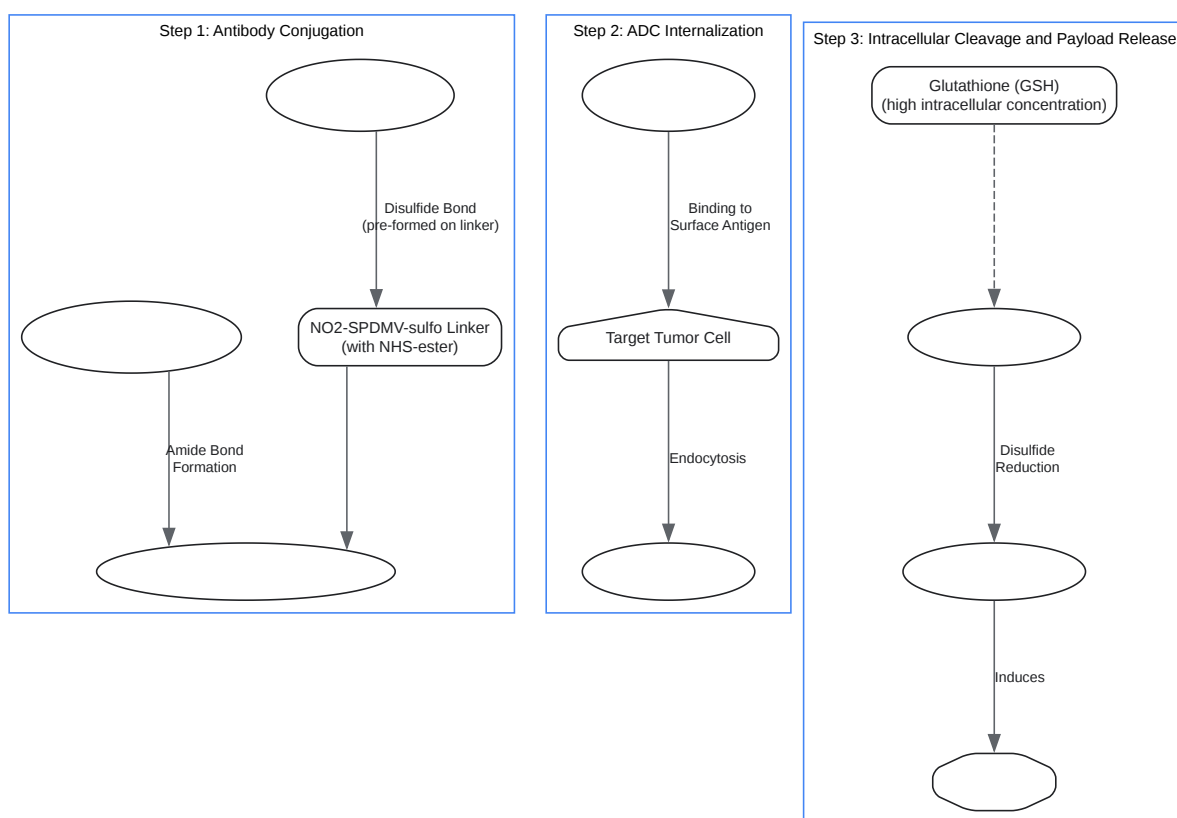 Step 1: Antibody Conjugation
Disulfide Bond
(pre-formed on linker)
NO2-SPDMV-sulfo Linker
(with NHS-ester)
Amide Bond
Formation
Step 2: ADC Internalization
Binding to
Surface Antigen
Target Tumor Cell
Endocytosis
Step 3: Intracellular Cleavage and Payload Release
Glutathione (GSH)
(high intracellular concentration)
Disulfide
Reduction
Induces